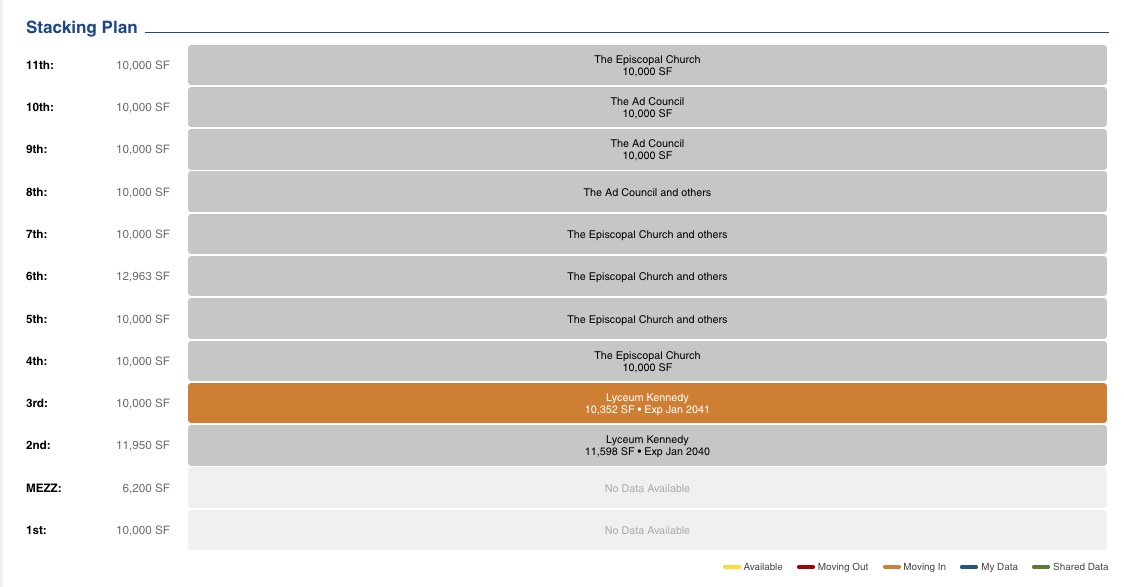 Stacking Plan
11th: 10,000 SF The Episcopal Church
10,000 SF
10th: 10,000 SF The Ad Council
10,000 SF
9th: 10,000 SF The Ad Council
10,000 SF
8th: 10,000 SF The Ad Council and others
7th: 10,000 SF The Episcopal Church and others
6th: 12,963 SF The Episcopal Church and others
5th: 10,000 SF The Episcopal Church and others
4th: 10,000 SF The Episcopal Church
10,000 SF
3rd: 10,000 SF Lyceum Kennedy
10,352 SF • Exp Jan 2041
2nd: 11,950 SF Lyceum Kennedy
11,598 SF • Exp Jan 2040
MEZZ: 6,200 SF No Data Available
1st: 10,000 SF No Data Available
Available Moving Out Moving In My Data Shared Data